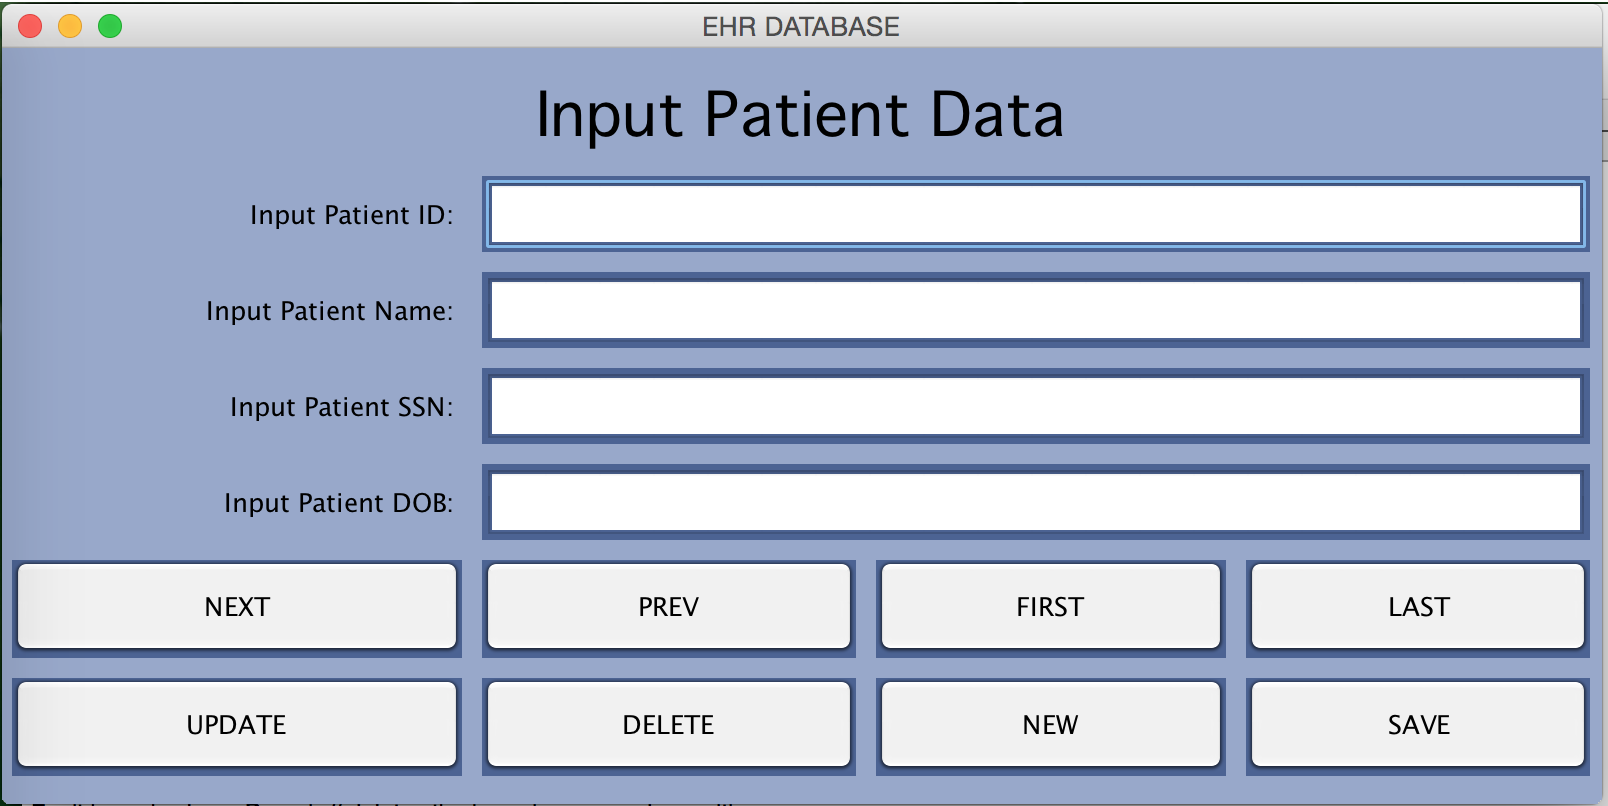 EHR DATABASE
Input Patient Data
Input Patient ID:
Input Patient Name:
Input Patient SSN:
Input Patient DOB:
NEXT PREV FIRST LAST
UPDATE DELETE NEW SAVE